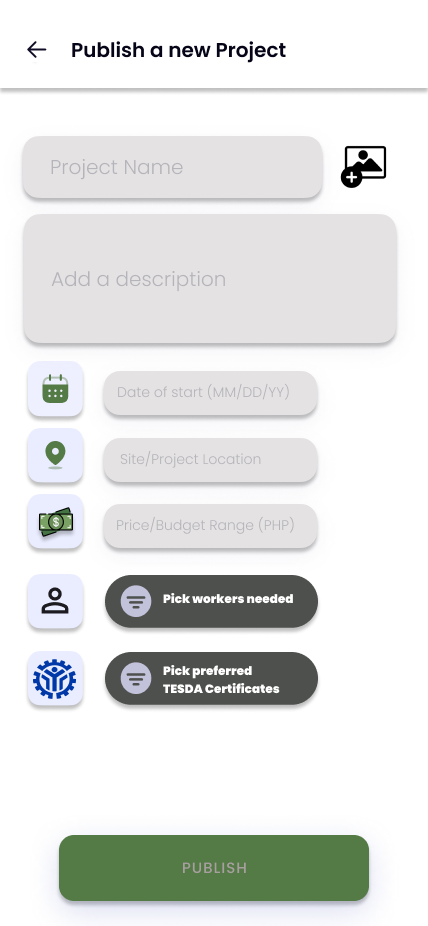 Publish a new Project
Project Name
Add a description
Date of start (MM/DD/YY)
Site/Project Location
$
Price/Budget Range (PHP)
Pick workers needed
Pick preferred
TESDA Certificates
PUBLISH